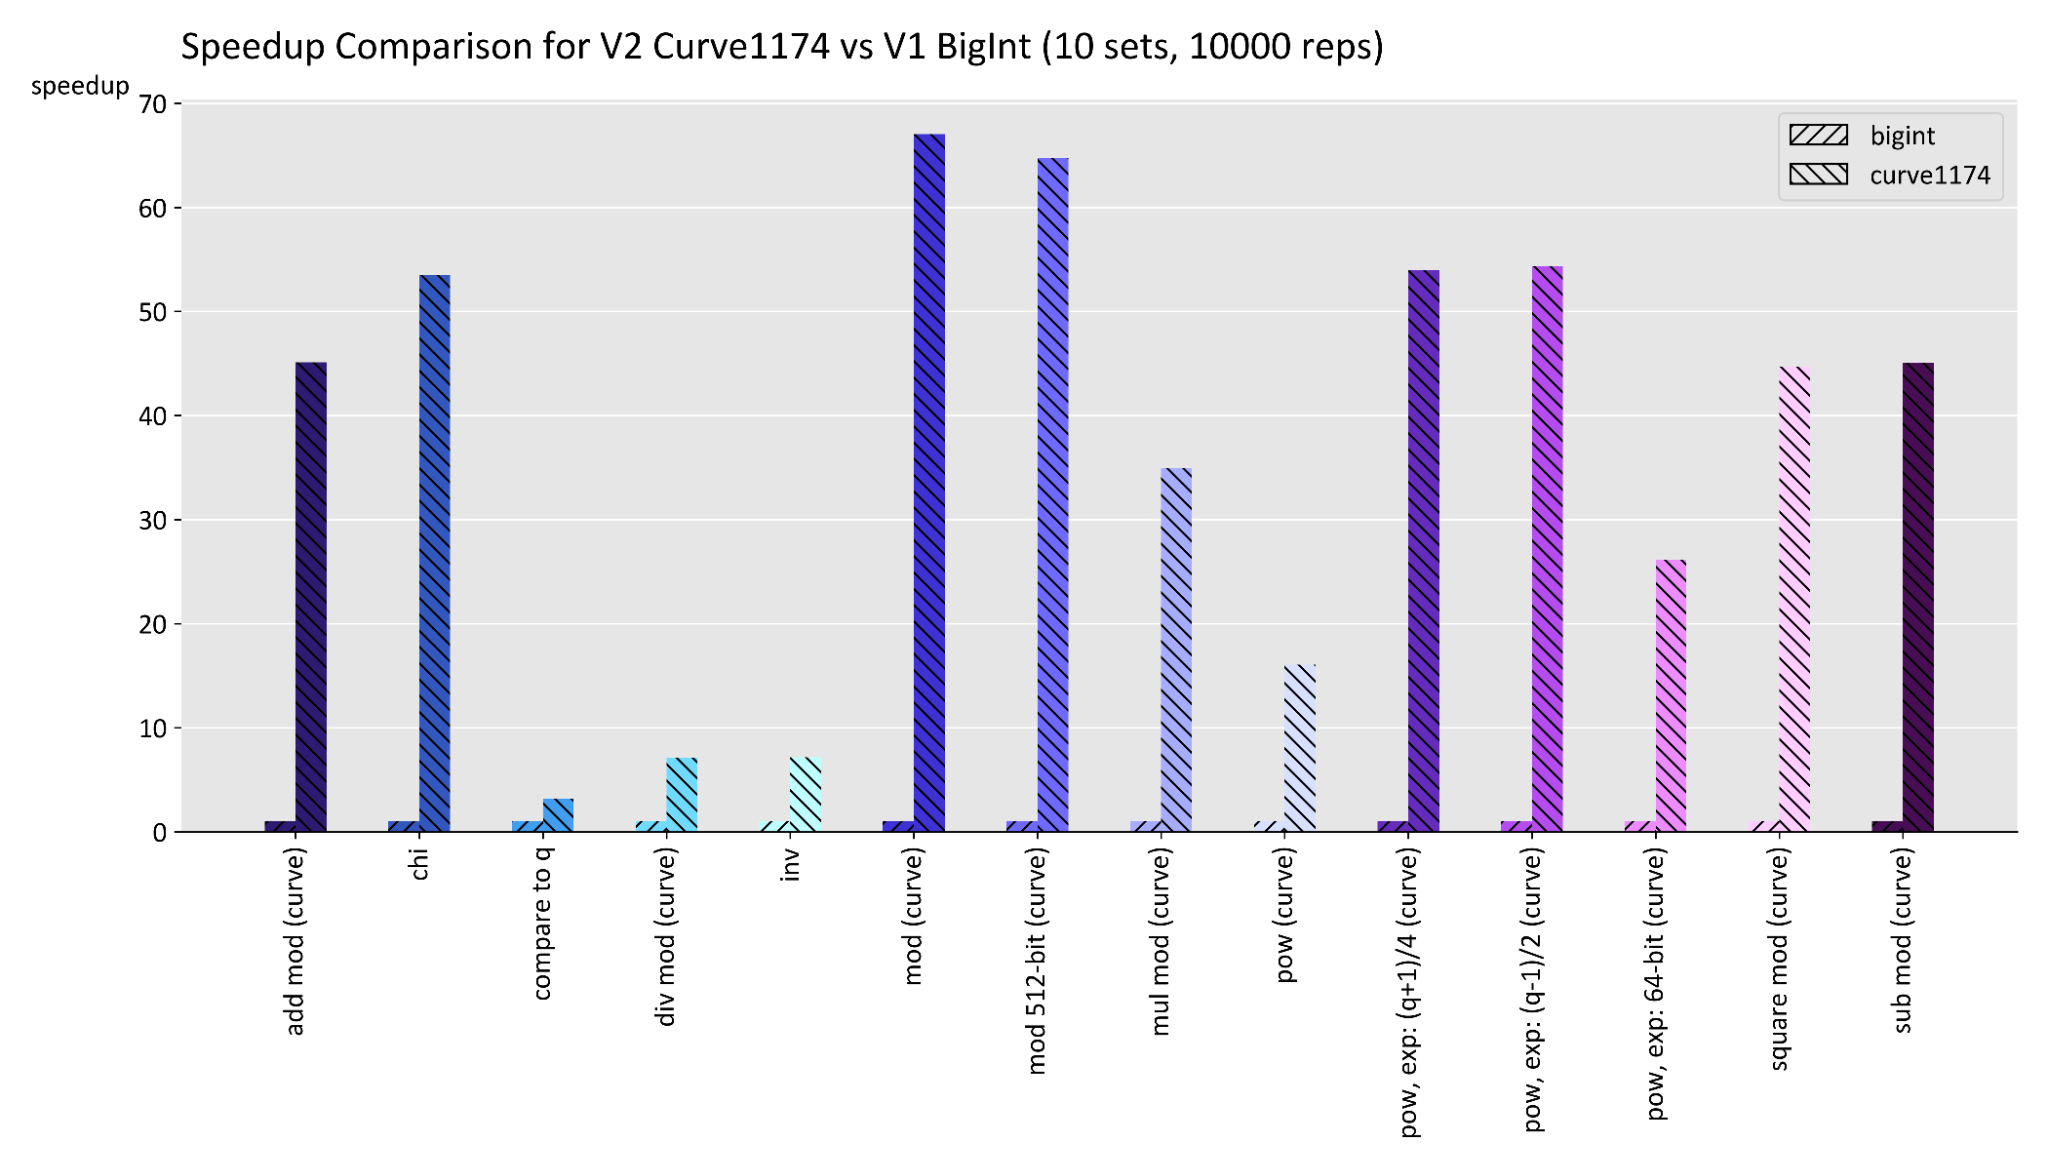 Speedup Comparison for V2 Curve1174 vs V1 BigInt (10 sets, 10000 reps)
speedup
70
60
50
40
30
20
10
0
bigint
curve1174
add mod (curve)
chi
compare to q
div mod (curve)
inv
mod (curve)
mod 512-bit (curve)
mul mod (curve)
pow (curve)
pow, exp: (q+1)/4 (curve)
pow, exp: (q-1)/2 (curve)
pow, exp: 64-bit (curve)
square mod (curve)
sub mod (curve)